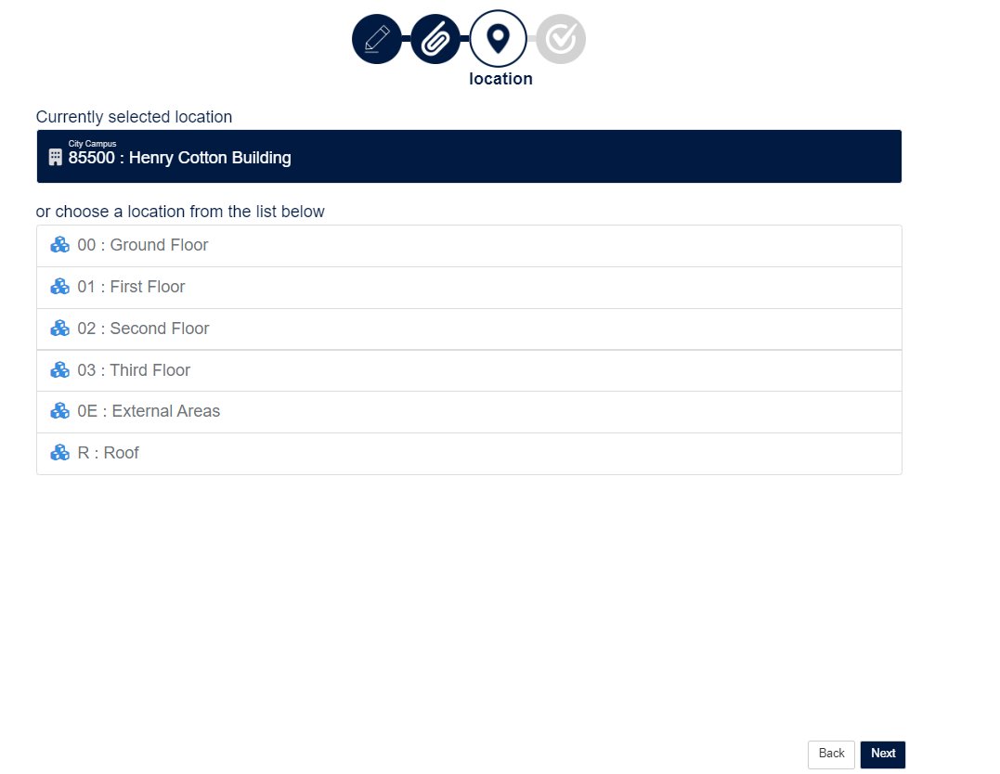 location
Currently selected location
City Campus
85500 : Henry Cotton Building
or choose a location from the list below
00 : Ground Floor
01 : First Floor
02 : Second Floor
03 : Third Floor
0E : External Areas
R : Roof
Back Next